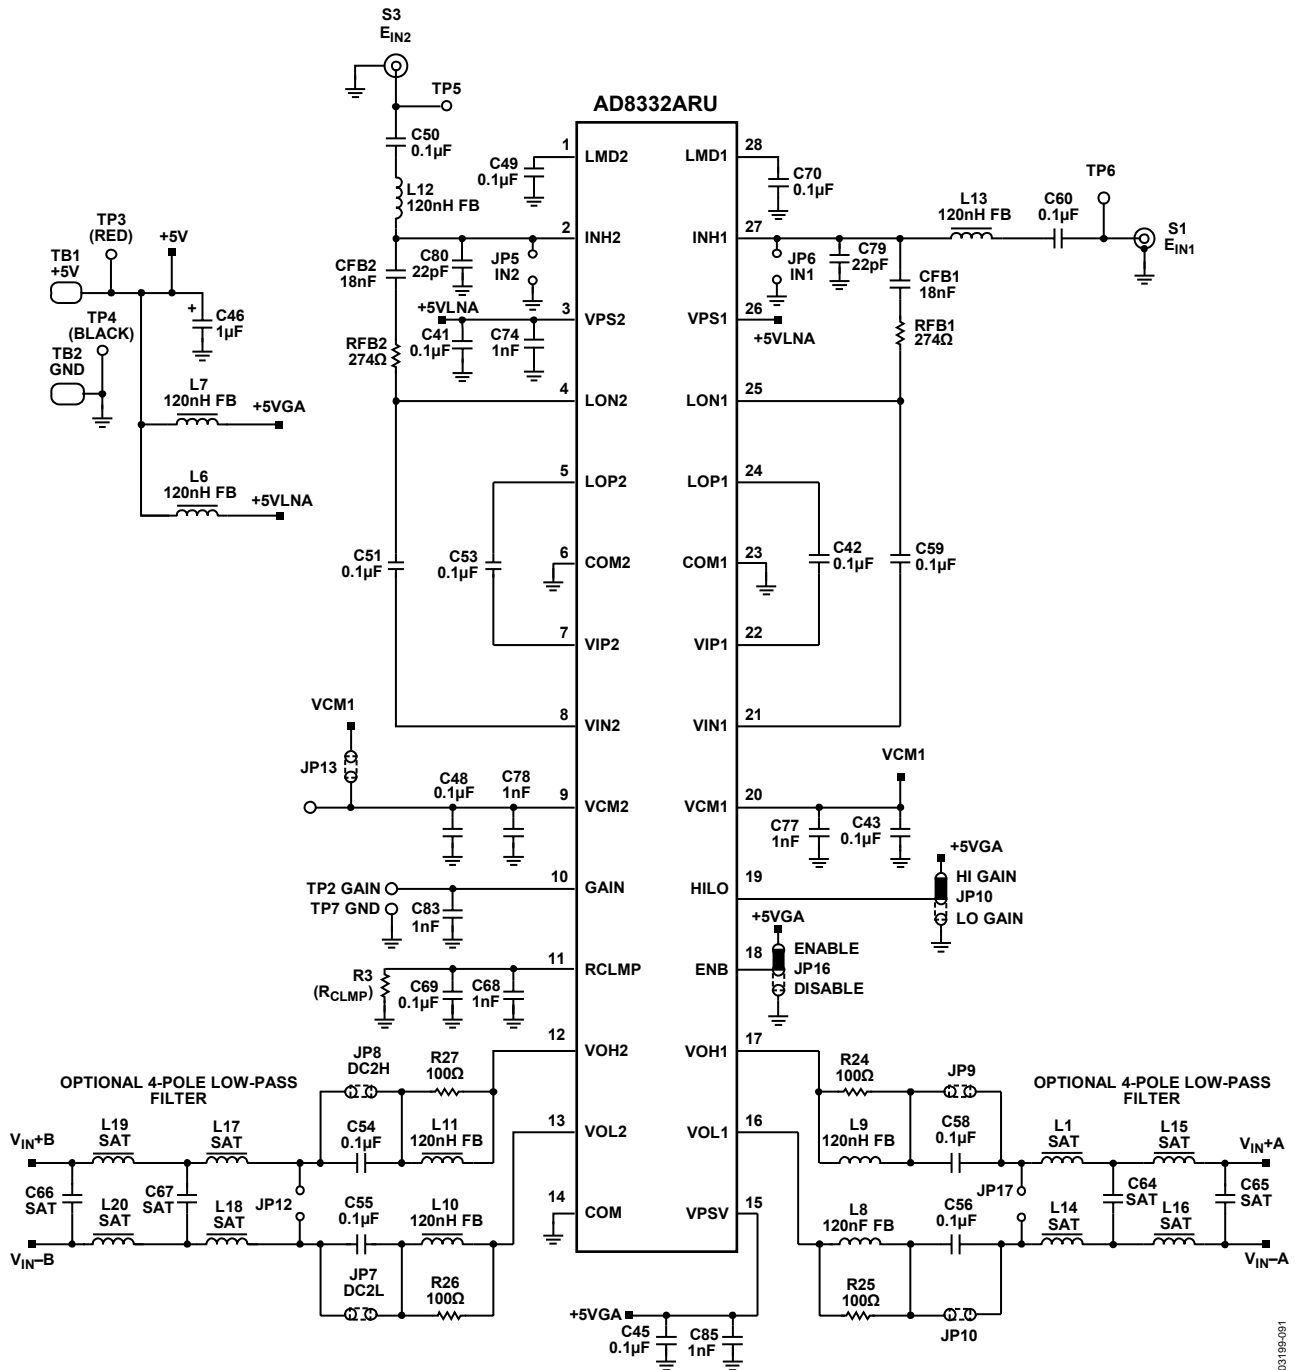 S3
EIN2
TP5
AD8332ARU
C50
0.1µF
L12
120nH FB
C49
0.1µF
1
LMD2
LMD1
28
C70
0.1µF
TP6
L13
120nH FB
C60
0.1µF
S1
EIN1
TP3
(RED)
+5V
TB1
+5V
TP4
(BLACK)
C46
1µF
+
TB2
GND
L7
120nH FB
+5VGA
L6
120nH FB
+5VLNA
2
INH2
INH1
27
CFB2
18nF
C80
22pF
JP5
IN2
JP6
IN1
C79
22pF
CFB1
18nF
+5VLNA
3
VPS2
VPS1
26
+5VLNA
RFB2
274Ω
C41
0.1µF
C74
1nF
RFB1
274Ω
4
LON2
LON1
25
5
LOP2
LOP1
24
C51
0.1µF
C53
0.1µF
6
COM2
COM1
23
C42
0.1µF
C59
0.1µF
7
VIP2
VIP1
22
8
VIN2
VIN1
21
VCM1
JP13
C48
0.1µF
C78
1nF
9
VCM2
VCM1
20
VCM1
C77
1nF
C43
0.1µF
TP2 GAIN
TP7 GND
C83
1nF
10
GAIN
HILO
19
+5VGA
HI GAIN
JP10
LO GAIN
R3
(RCLMP)
C69
0.1µF
C68
1nF
11
RCLMP
ENB
18
+5VGA
ENABLE
JP16
DISABLE
12
VOH2
VOH1
17
OPTIONAL 4-POLE LOW-PASS
FILTER
JP8
DC2H
R27
100Ω
R24
100Ω
JP9
OPTIONAL 4-POLE LOW-PASS
FILTER
13
VOL2
VOL1
16
VIN+B
L19
SAT
L17
SAT
C54
0.1µF
L11
120nH FB
L9
120nH FB
C58
0.1µF
L1
SAT
L15
SAT
VIN+A
C66
SAT
C67
SAT
JP12
JP17
C64
SAT
C65
SAT
14
COM
VPSV
15
VIN–B
L20
SAT
L18
SAT
C55
0.1µF
L10
120nH FB
L8
120nF FB
C56
0.1µF
L14
SAT
L16
SAT
VIN–A
JP7
DC2L
R26
100Ω
R25
100Ω
JP10
+5VGA
C45
0.1µF
C85
1nF
03199-091